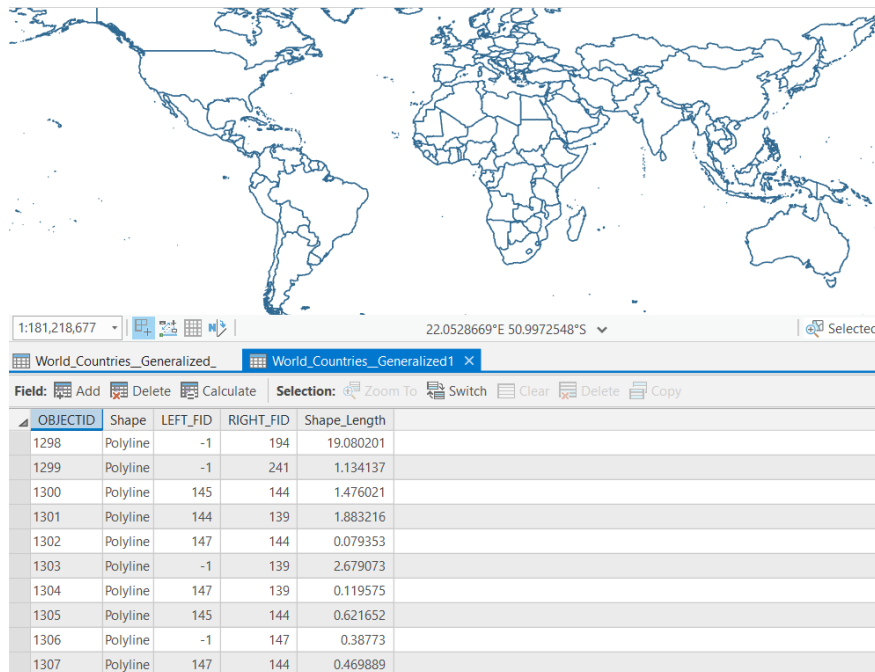 1:181,218,677 22.0528669°E 50.9972548°S Selected
World_Countries__Generalized_ World_Countries__Generalized1
Field: Add Delete Calculate Selection: Zoom To Switch Clear Delete Copy
OBJECTID Shape LEFT_FID RIGHT_FID Shape_Length
1298 Polyline -1 194 19.080201
1299 Polyline -1 241 1.134137
1300 Polyline 145 144 1.476021
1301 Polyline 144 139 1.883216
1302 Polyline 147 144 0.079353
1303 Polyline -1 139 2.679073
1304 Polyline 147 139 0.119575
1305 Polyline 145 144 0.621652
1306 Polyline -1 147 0.38773
1307 Polyline 147 144 0.469889